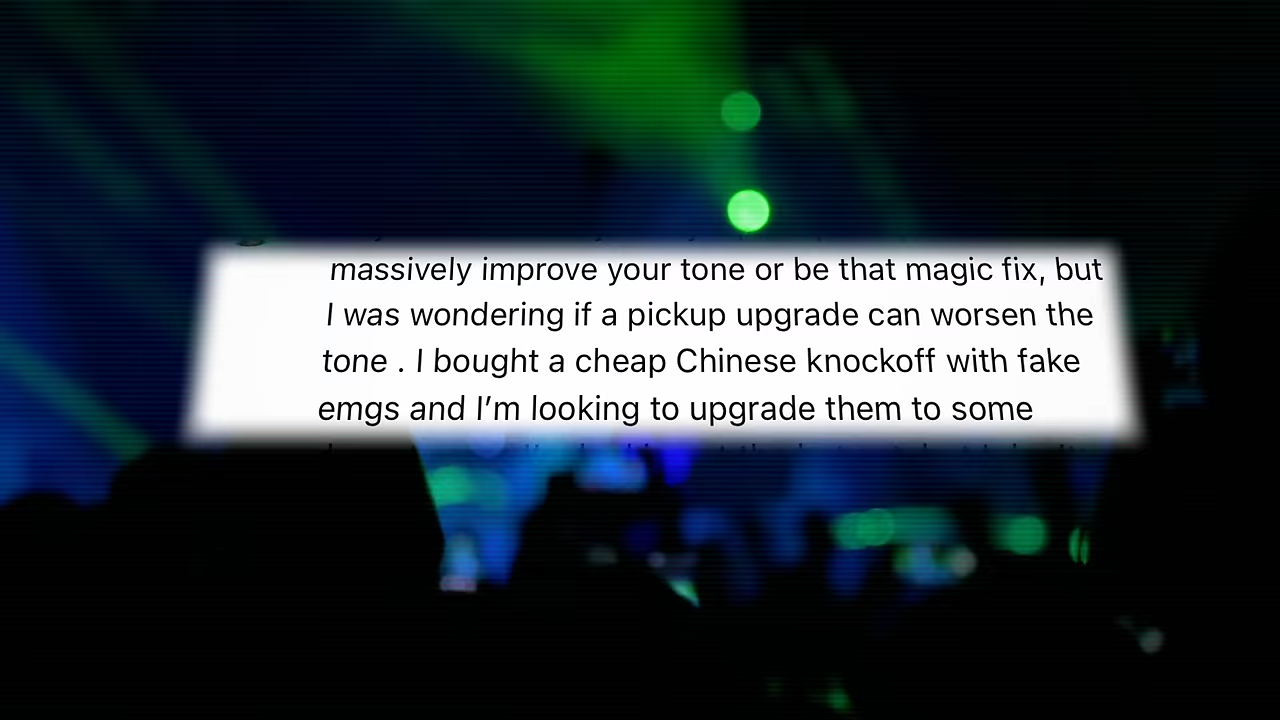 massively improve your tone or be that magic fix, but
I was wondering if a pickup upgrade can worsen the
tone . I bought a cheap Chinese knockoff with fake
emgs and I’m looking to upgrade them to some